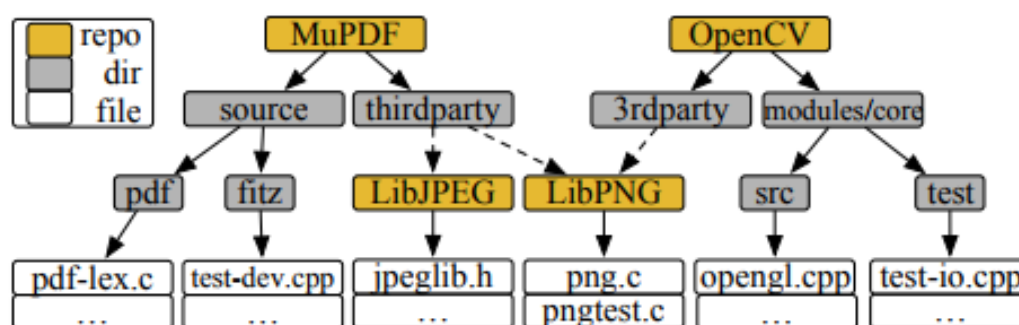 repo
dir
file
MuPDF
OpenCV
source
thirdparty
3rdparty
modules/core
pdf
fitz
LibJPEG
LibPNG
src
test
pdf-lex.c
test-dev.cpp
jpeglib.h
png.c
opengl.cpp
test-io.cpp
...
...
...
pngtest.c
...
...